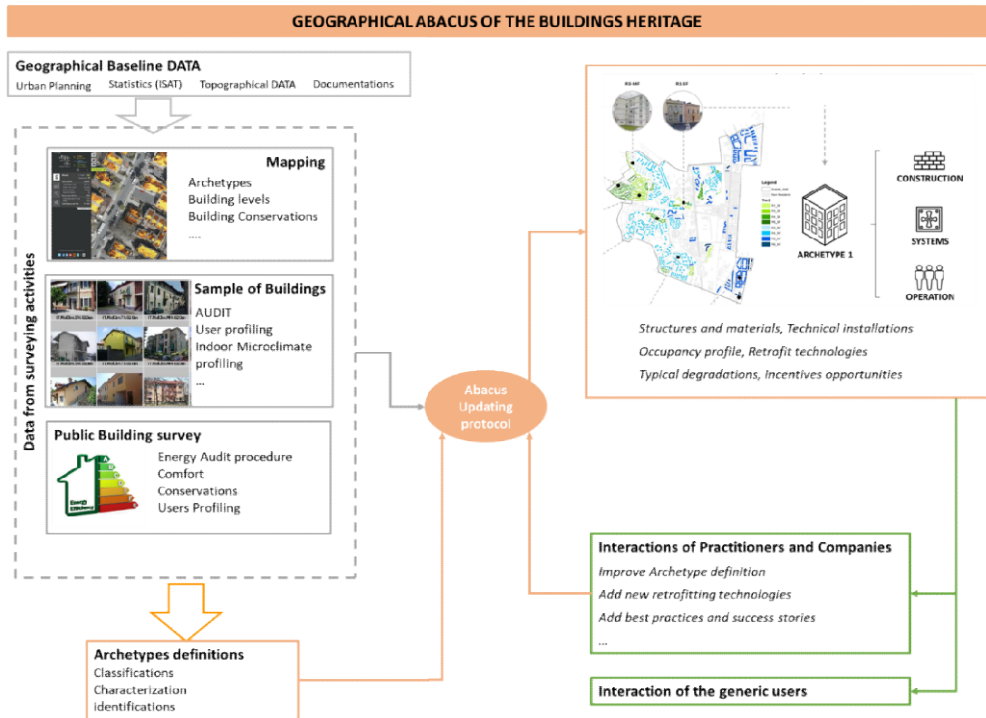 GEOGRAPHICAL ABACUS OF THE BUILDINGS HERITAGE
Geographical Baseline DATA
Urban Planning Statistics (ISAT) Topographical DATA Documentations
Data from surveying activities
Mapping
Archetypes
Building levels
Building Conservations
....
Sample of Buildings
AUDIT
User profiling
Indoor Microclimate
profiling
...
Public Building survey
Energy Audit procedure
Comfort
Conservations
Users Profiling
Energy
Efficiency
Archetypes definitions
Classifications
Characterization
identifications
Abacus
Updating
protocol
Legend
ARCHETYPE 1
CONSTRUCTION
SYSTEMS
OPERATION
Structures and materials, Technical installations
Occupancy profile, Retrofit technologies
Typical degradations, Incentives opportunities
Interactions of Practitioners and Companies
Improve Archetype definition
Add new retrofitting technologies
Add best practices and success stories
...
Interaction of the generic users